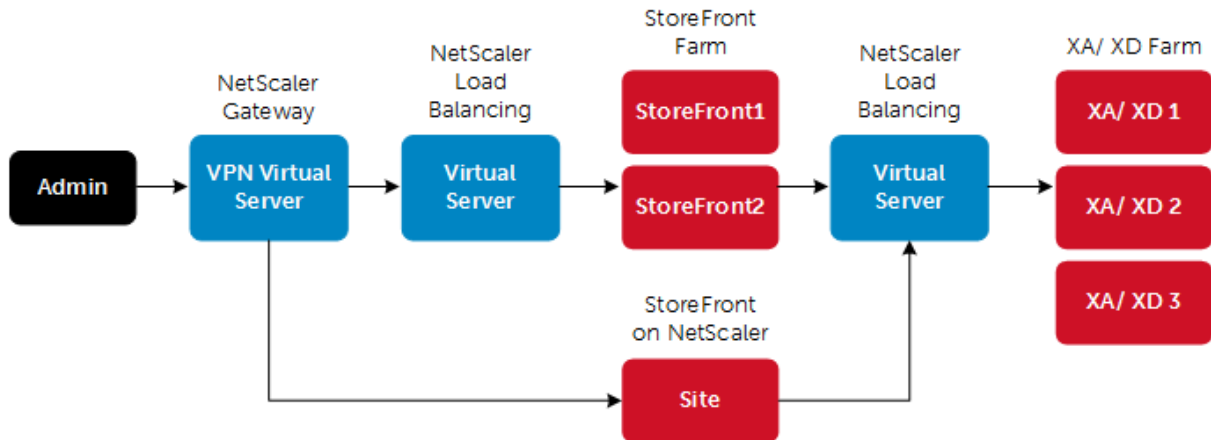 StoreFront
Farm
NetScaler
Load
Balancing
NetScaler
Load
Balancing
XA/ XD Farm
NetScaler
Gateway
StoreFront1
XA/ XD 1
Admin
VPN Virtual
Server
Virtual
Server
StoreFront2
Virtual
Server
XA/ XD 2
XA/ XD 3
StoreFront
on NetScaler
Site